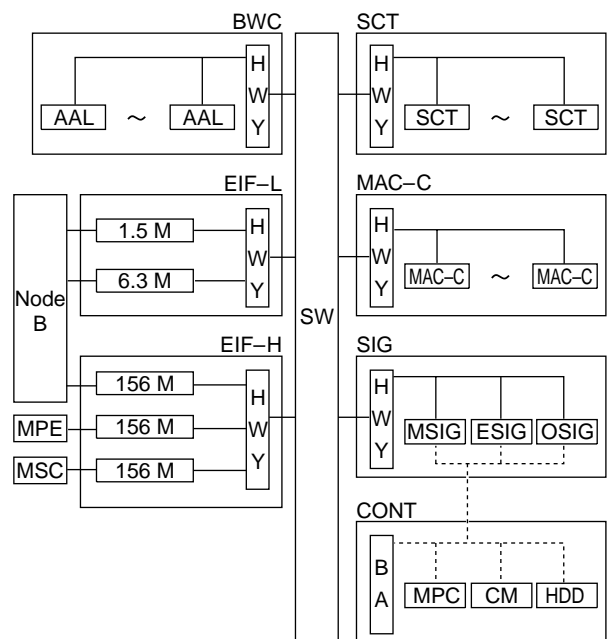 BWC
H
W
Y
AAL ~ AAL
SCT
H
W
Y
SCT ~ SCT
EIF–L
1.5 M
6.3 M
H
W
Y
MAC–C
H
W
Y
MAC–C ~ MAC–C
Node
B
SW
EIF–H
156 M
156 M
156 M
H
W
Y
MPE
MSC
SIG
H
W
Y
MSIG ESIG OSIG
CONT
B
A
MPC CM HDD